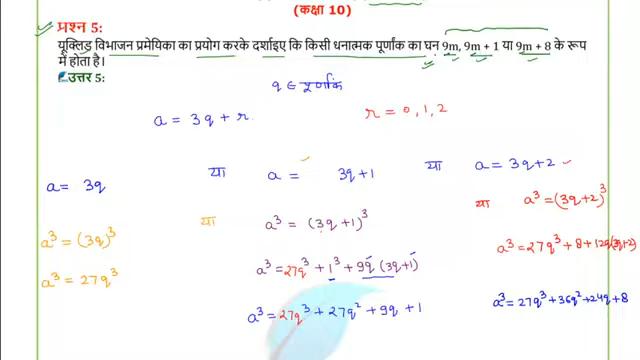 (कक्षा 10)
प्रश्न 5:
यूक्लिड विभाजन प्रमेयिका का प्रयोग करके दर्शाइए कि किसी धनात्मक पूर्णांक का घन 9m, 9m + 1 या 9m + 8 के रूप
में होता है।
उत्तर 5:
q ∈ पूर्णांक
a = 3q + r   r = 0, 1, 2
a = 3q   या   a = 3q+1   या   a = 3q+2
a³ = (3q)³   या   a³ = (3q+1)³   या   a³ = (3q+2)³
a³ = 27q³   a³ = 27q³ + 1³ + 9q (3q+1)   a³ = 27q³ + 8 + 12q(3q+2)
a³ = 27q³ + 27q² + 9q + 1   a³ = 27q³ + 36q² + 24q + 8